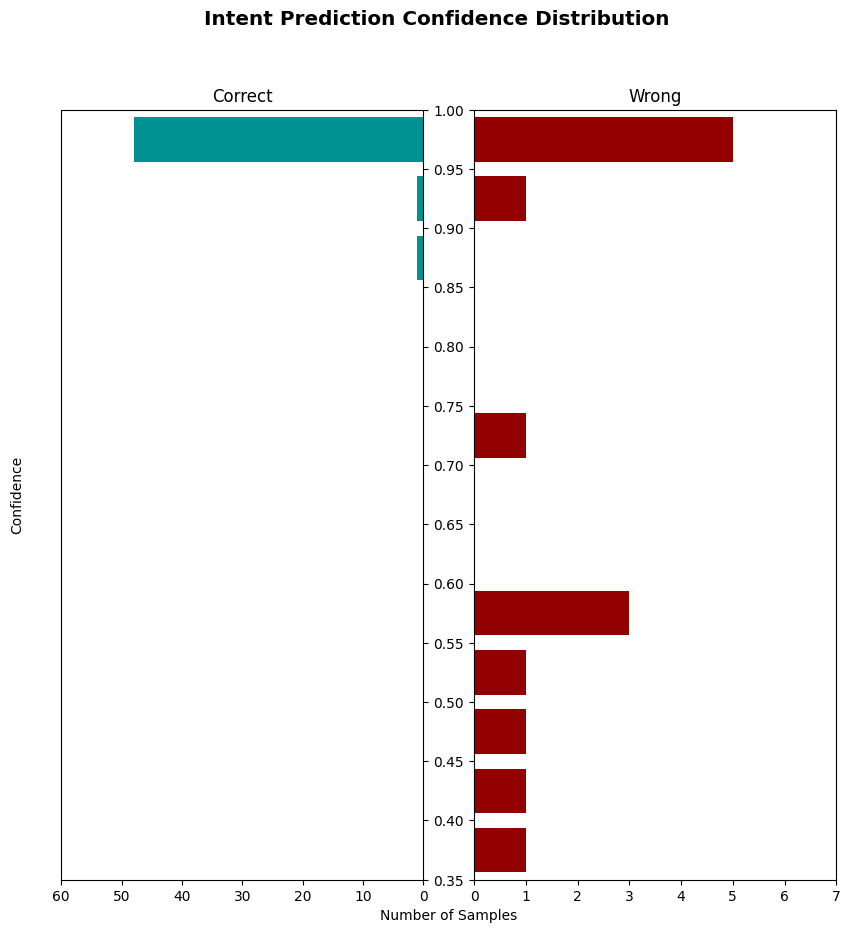 Intent Prediction Confidence Distribution
Correct
Wrong
1.00
0.95
0.90
0.85
0.80
0.75
0.70
0.65
0.60
0.55
0.50
0.45
0.40
0.35
Confidence
60 50 40 30 20 10 0
0 1 2 3 4 5 6 7
Number of Samples